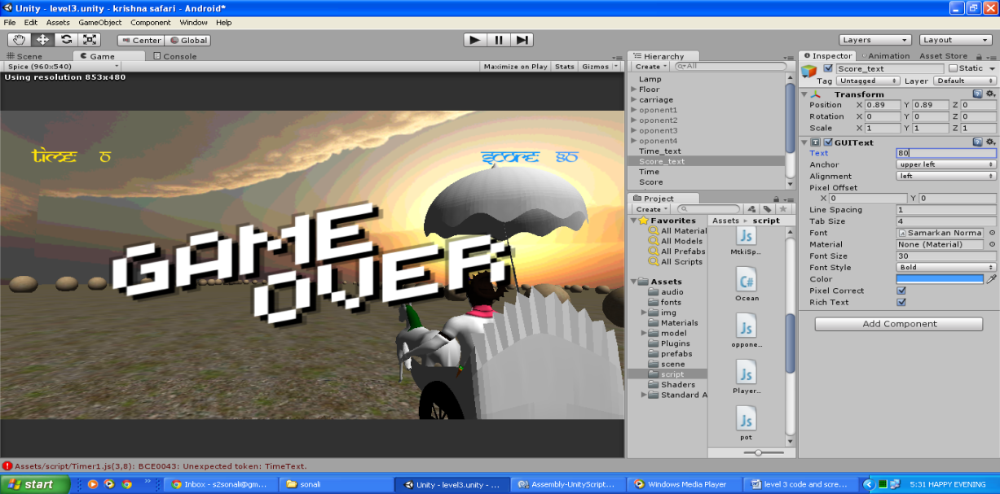 Unity - level3.unity - krishna safari - Android*
File Edit Assets GameObject Component Window Help
Center Global Layers Layout
Scene Game Console
Spice (960x540) Maximize on Play Stats Gizmos
Using resolution 853x480
time 0 score 80
GAME
OVER
Hierarchy
Create All
Lamp
Floor
carriage
oponent1
oponent2
oponent3
oponent4
Time_text
Score_text
Time
Score
Project
Create
Favorites
All Material
All Models
All Prefabs
All Scripts
Assets
audio
fonts
img
Materials
model
Plugins
prefabs
scene
script
Shaders
Standard A
Assets script
Js
MtkiSp...
C#
Ocean
Js
oppone...
Js
Player...
Js
pot
Inspector Animation Asset Store
Score_text Static
Tag Untagged Layer Default
Transform
Position X 0.89 Y 0.89 Z 0
Rotation X 0 Y 0 Z 0
Scale X 1 Y 1 Z 1
GUIText
Text 80
Anchor upper left
Alignment left
Pixel Offset
X 0 Y 0
Line Spacing 1
Tab Size 4
Font Samarkan Norma
Material None (Material)
Font Size 30
Font Style Bold
Color
Pixel Correct
Rich Text
Add Component
Assets/script/Timer1.js(3,8): BCE0043: Unexpected token: TimeText.
start Inbox - s2sonali@gm... sonali Unity - level3.unity - ... Assembly-UnityScript... Windows Media Player level 3 code and scre... 5:31 HAPPY EVENING